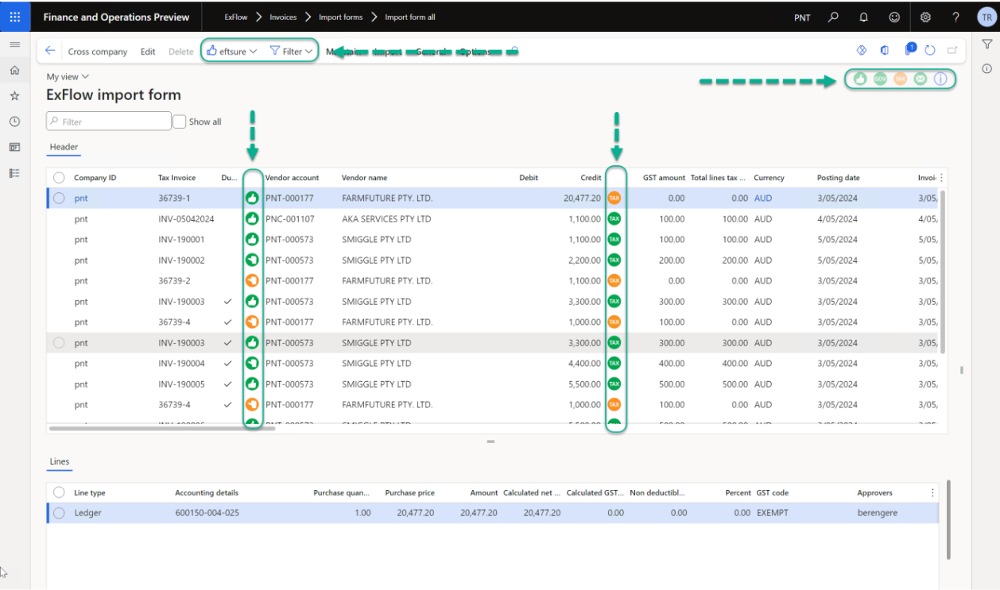 Finance and Operations Preview ExFlow Invoices Import forms Import form all PNT ? TR
Cross company Edit Delete eftsure Filter Maintain Import General Options 1
My view
GOV TAX
ExFlow import form
Filter Show all
Header
Company ID Tax Invoice Du... Vendor account Vendor name Debit Credit GST amount Total lines tax ... Currency Posting date Invoi
pnt 36739-1 PNT-000177 FARMFUTURE PTY. LTD. 20,477.20 TAX 0.00 0.00 AUD 3/05/2024 3/05,
pnt INV-05042024 PNC-001107 AKA SERVICES PTY LTD 1,100.00 TAX 100.00 100.00 AUD 4/05/2024 4/05,
pnt INV-190001 PNT-000573 SMIGGLE PTY LTD 1,100.00 TAX 100.00 100.00 AUD 5/05/2024 5/05,
pnt INV-190002 PNT-000573 SMIGGLE PTY LTD 2,200.00 TAX 200.00 200.00 AUD 5/05/2024 5/05,
pnt 36739-2 PNT-000177 FARMFUTURE PTY. LTD. 1,100.00 TAX 0.00 0.00 AUD 3/05/2024 3/05,
pnt INV-190003 PNT-000573 SMIGGLE PTY LTD 3,300.00 TAX 300.00 300.00 AUD 3/05/2024 3/05,
pnt 36739-4 PNT-000177 FARMFUTURE PTY. LTD. 1,000.00 TAX 100.00 0.00 AUD 3/05/2024 3/05,
pnt INV-190003 PNT-000573 SMIGGLE PTY LTD 3,300.00 TAX 300.00 300.00 AUD 3/05/2024 3/05,
pnt INV-190004 PNT-000573 SMIGGLE PTY LTD 4,400.00 TAX 400.00 400.00 AUD 3/05/2024 3/05,
pnt INV-190005 PNT-000573 SMIGGLE PTY LTD 5,500.00 TAX 500.00 500.00 AUD 3/05/2024 3/05,
pnt 36739-4 PNT-000177 FARMFUTURE PTY. LTD. 1,000.00 TAX 100.00 0.00 AUD 3/05/2024 3/05,
Lines
Line type Accounting details Purchase quan... Purchase price Amount Calculated net ... Calculated GST... Non deductibl... Percent GST code Approvers
Ledger 600150-004-025 1.00 20,477.20 20,477.20 20,477.20 0.00 0.00 0.00 EXEMPT berengere